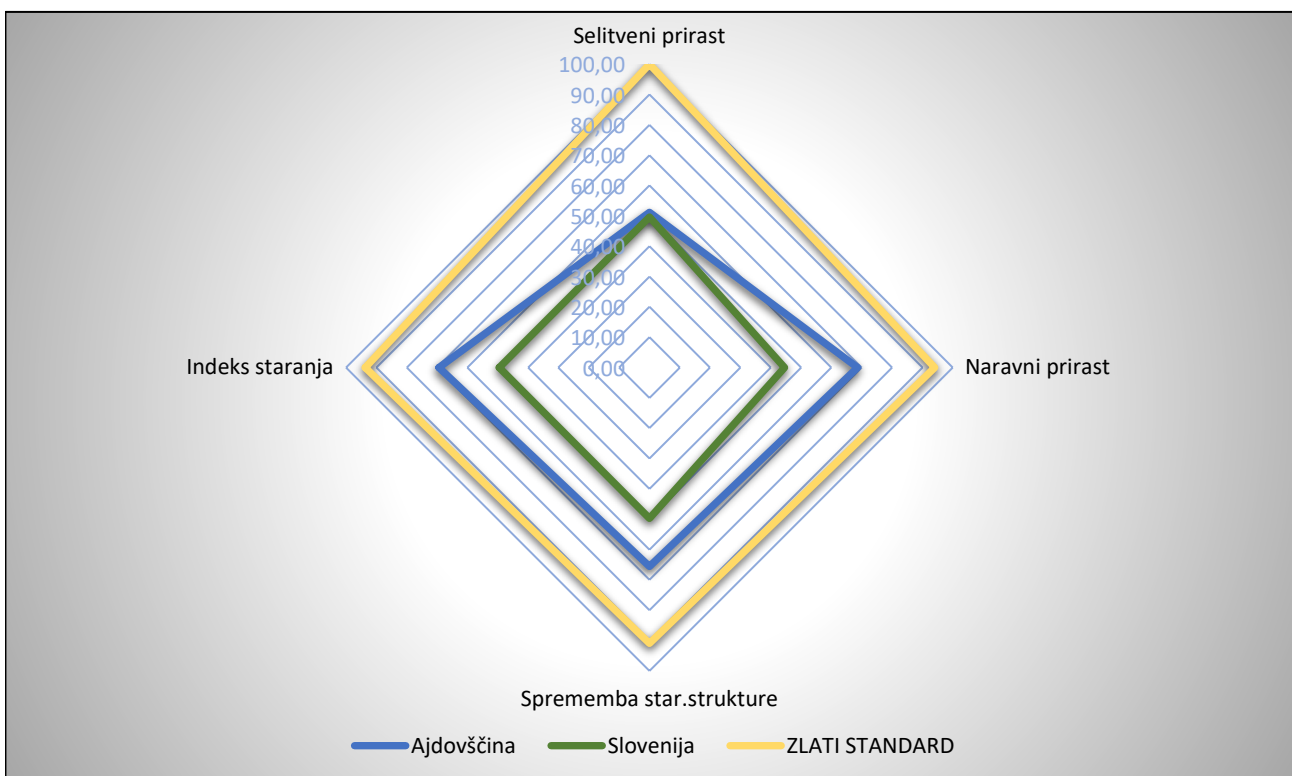 Selitveni prirast
100,00
90,00
80,00
70,00
60,00
50,00
40,00
30,00
20,00
10,00
0,00
Indeks staranja
Naravni prirast
Sprememba star.strukture
Ajdovščina Slovenija ZLATI STANDARD